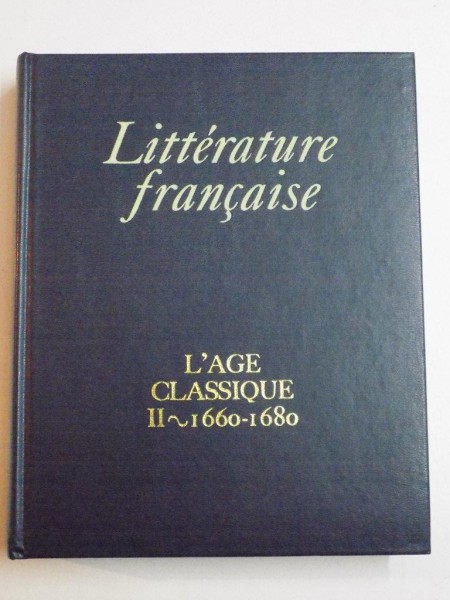 Littérature
française
L'AGE
CLASSIQUE
II~1660-1680